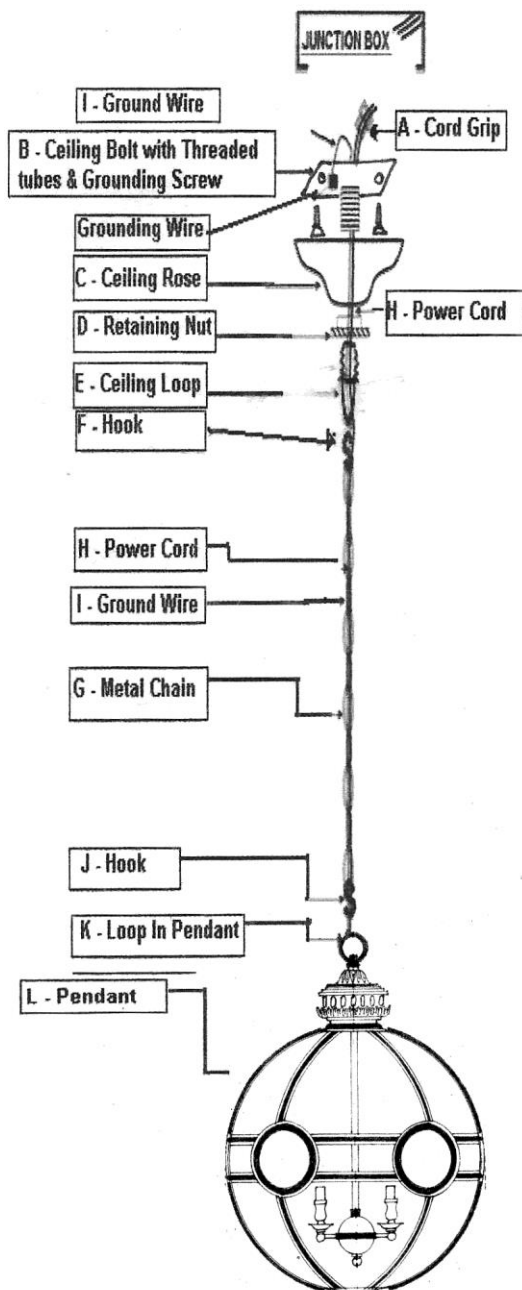 JUNCTION BOX
I - Ground Wire
A - Cord Grip
B - Ceiling Bolt with Threaded
tubes & Grounding Screw
Grounding Wire
C - Ceiling Rose
H - Power Cord
D - Retaining Nut
E - Ceiling Loop
F - Hook
H - Power Cord
I - Ground Wire
G - Metal Chain
J - Hook
K - Loop In Pendant
L - Pendant